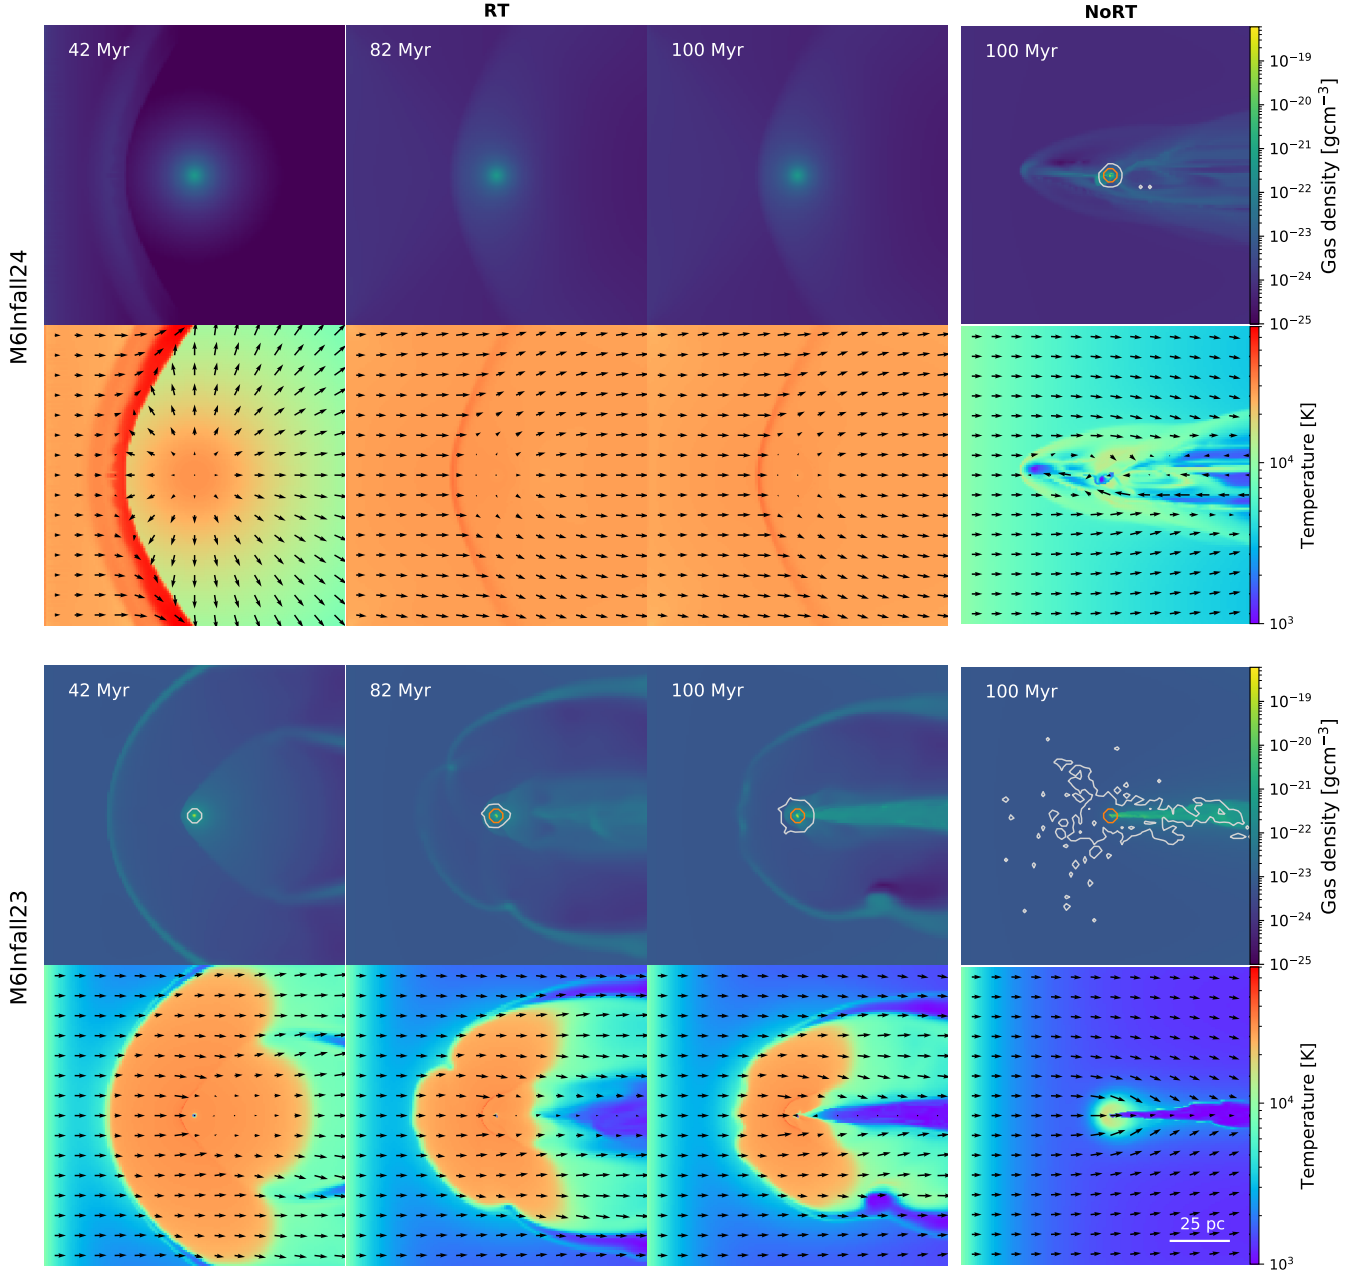 RT
NoRT
42 Myr
82 Myr
100 Myr
100 Myr
10⁻¹⁹
10⁻²⁰
10⁻²¹
10⁻²²
10⁻²³
10⁻²⁴
10⁻²⁵
Gas density [gcm⁻³]
M6Infall24
10⁴
10³
Temperature [K]
42 Myr
82 Myr
100 Myr
100 Myr
10⁻¹⁹
10⁻²⁰
10⁻²¹
10⁻²²
10⁻²³
10⁻²⁴
10⁻²⁵
Gas density [gcm⁻³]
M6Infall23
10⁴
10³
Temperature [K]
25 pc